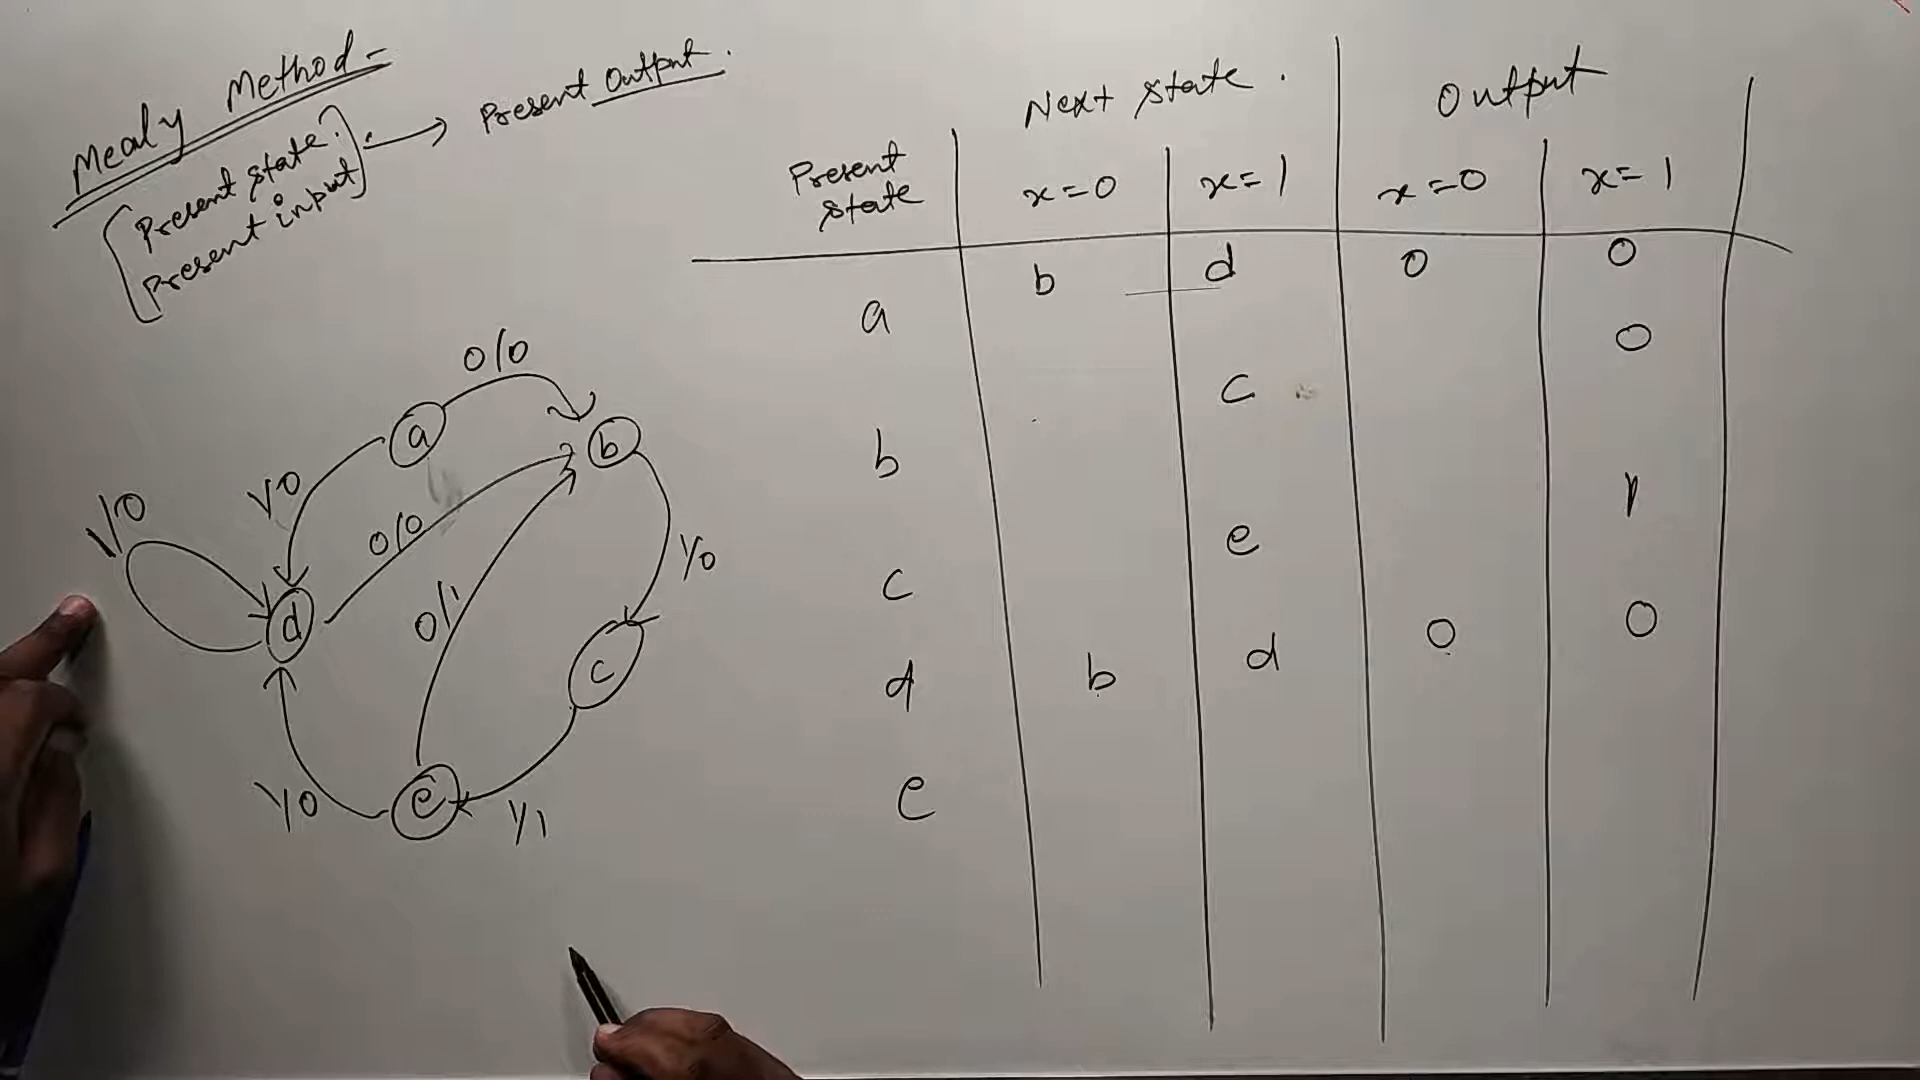 Mealy Method -
(Present state. :
Present input) → Present Output.
0/0
a
b
1/0
1/0
0/0
1/0
0/1
d
c
1/0
e
1/1
Next state. Output
Present state x=0 x=1 x=0 x=1
a b d 0 0
b c 0
c e 1
d b d 0 0
e